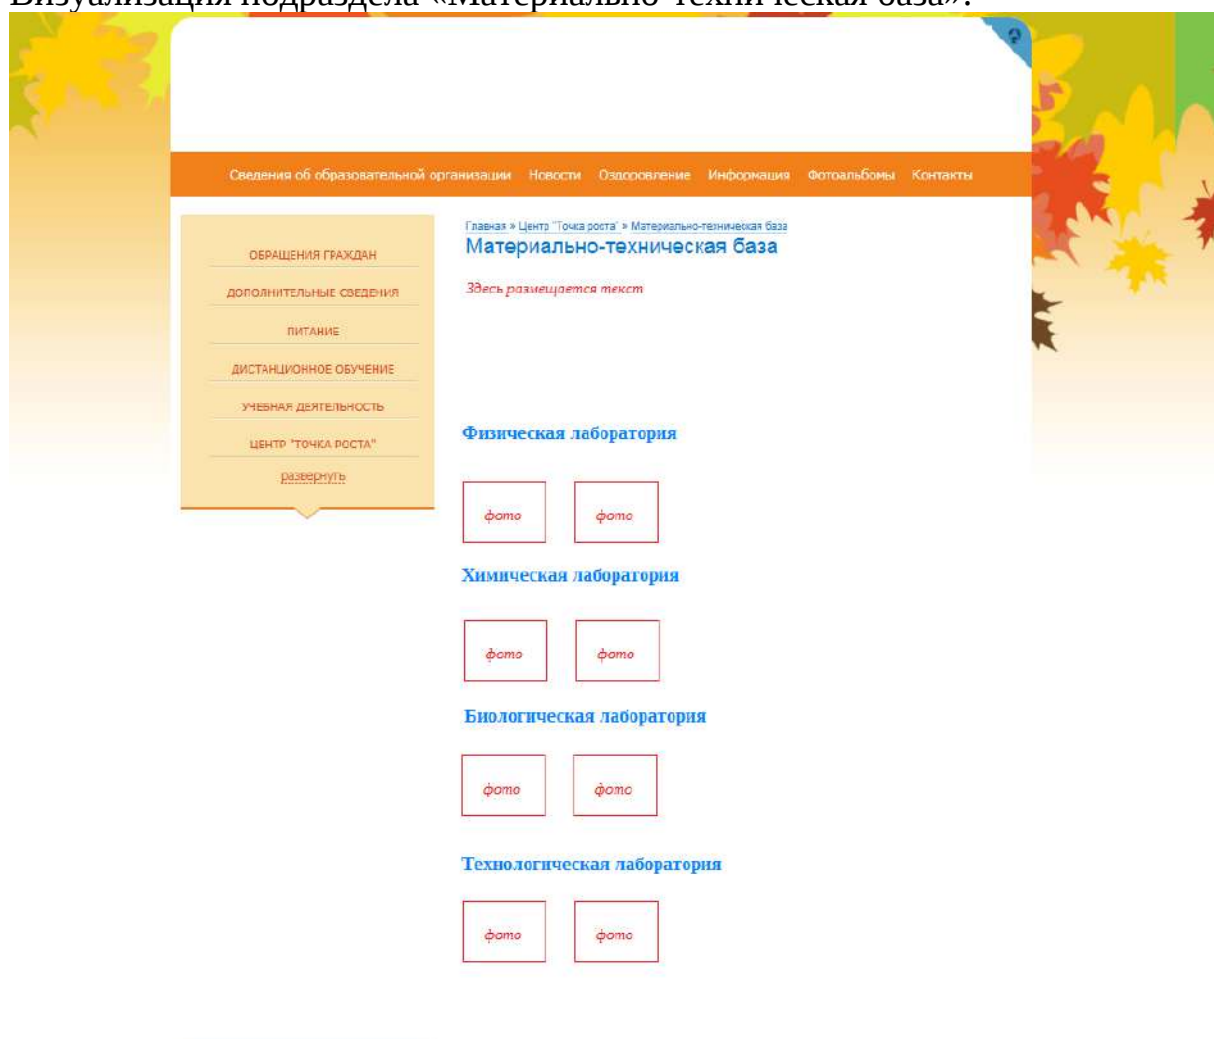 Визуализация подраздела «Материально-техническая база»:
Сведения об образовательной организации Новости Оздоровление Информация Фотоальбомы Контакты
ОБРАЩЕНИЯ ГРАЖДАН
ДОПОЛНИТЕЛЬНЫЕ СВЕДЕНИЯ
ПИТАНИЕ
ДИСТАНЦИОННОЕ ОБУЧЕНИЕ
УЧЕБНАЯ ДЕЯТЕЛЬНОСТЬ
ЦЕНТР "ТОЧКА РОСТА"
развернуть
Главная » Центр "Точка роста" » Материально-техническая база
Материально-техническая база
Здесь размещается текст
Физическая лаборатория
фото фото
Химическая лаборатория
фото фото
Биологическая лаборатория
фото фото
Технологическая лаборатория
фото фото